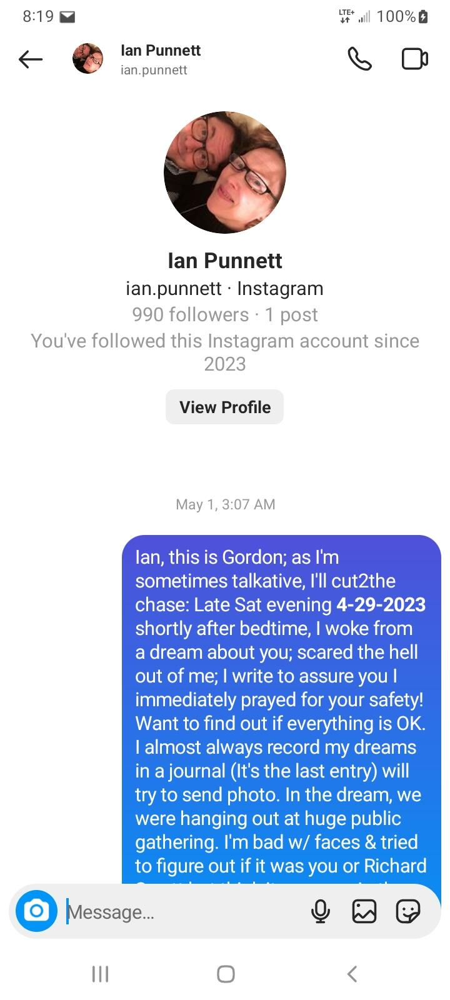 8:19
LTE+ 100%
Ian Punnett
ian.punnett
Ian Punnett
ian.punnett · Instagram
990 followers · 1 post
You've followed this Instagram account since
2023
View Profile
May 1, 3:07 AM
Ian, this is Gordon; as I'm
sometimes talkative, I'll cut2the
chase: Late Sat evening 4-29-2023
shortly after bedtime, I woke from
a dream about you; scared the hell
out of me; I write to assure you I
immediately prayed for your safety!
Want to find out if everything is OK.
I almost always record my dreams
in a journal (It's the last entry) will
try to send photo. In the dream, we
were hanging out at huge public
gathering. I'm bad w/ faces & tried
to figure out if it was you or Richard
Message...